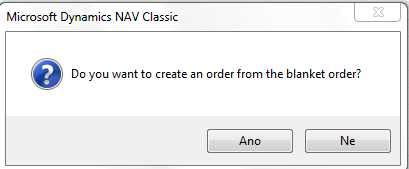 Microsoft Dynamics NAV Classic
Do you want to create an order from the blanket order?
Ano
Ne